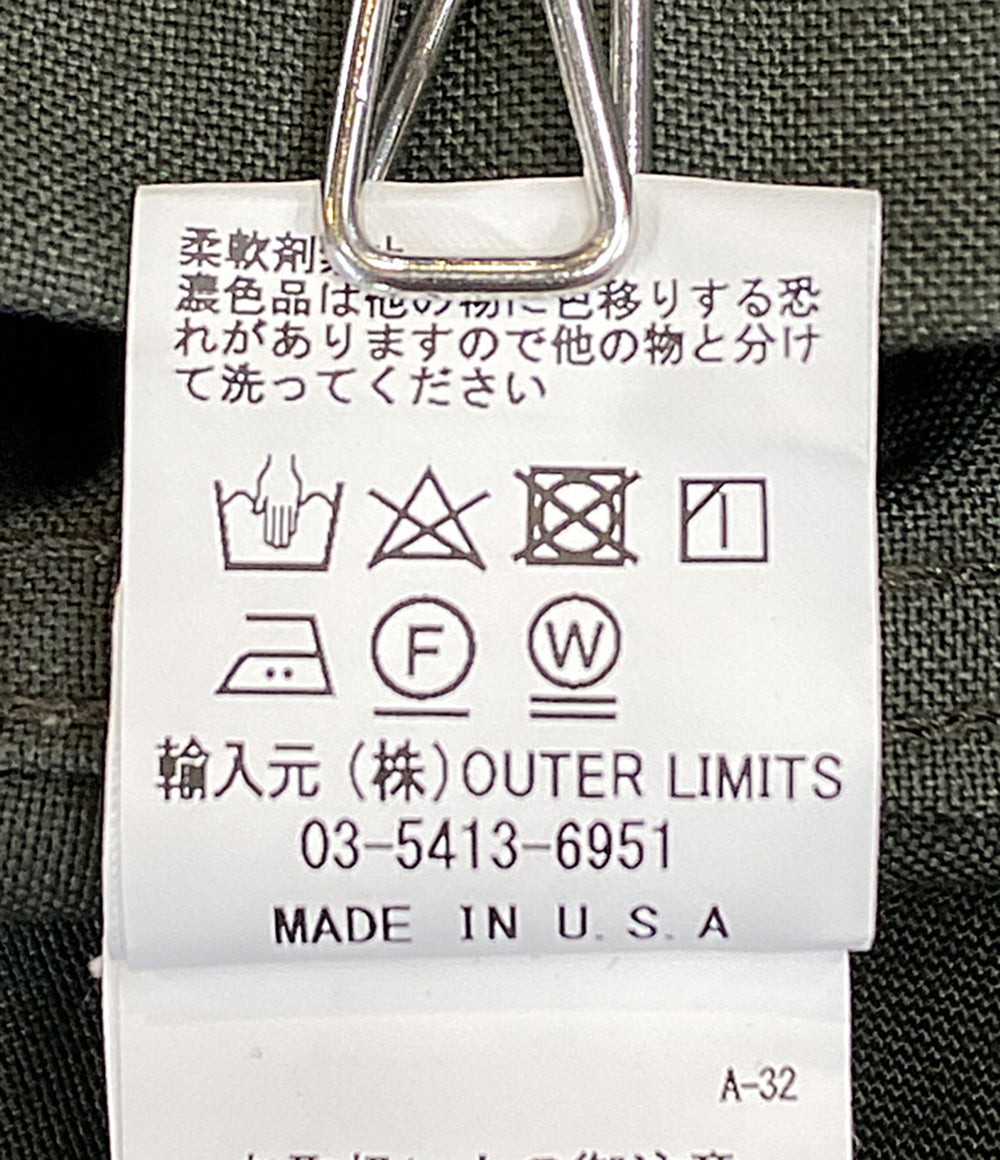 柔軟剤
濃色品は他の物に色移りする恐
れがありますので他の物と分け
て洗ってください
F W
輸入元(株)OUTER LIMITS
03-5413-6951
MADE IN U.S.A
A-32